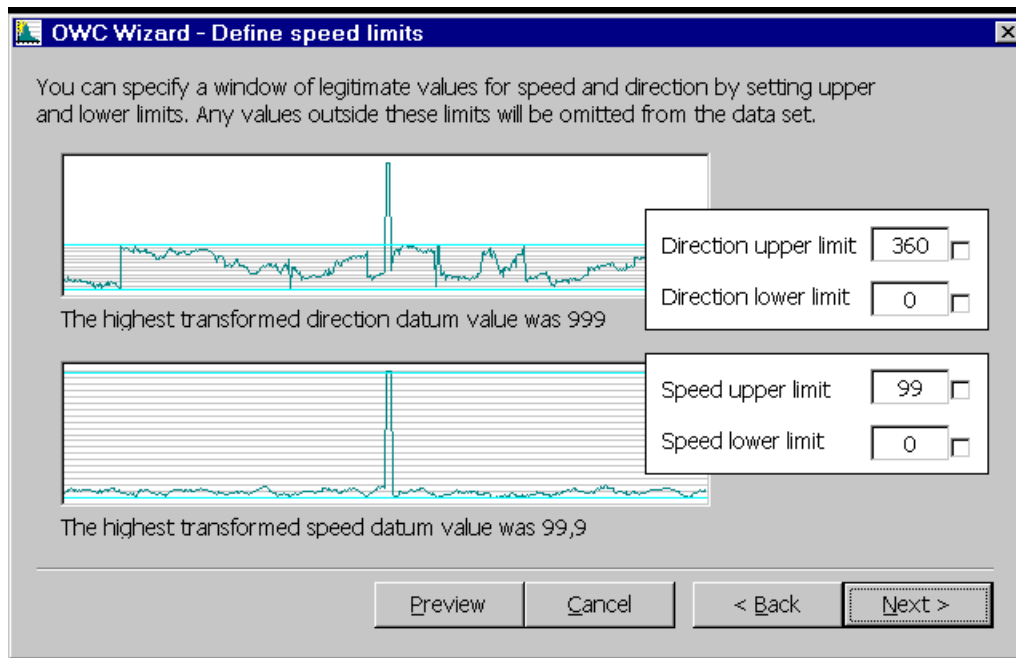 OWC Wizard - Define speed limits
You can specify a window of legitimate values for speed and direction by setting upper
and lower limits. Any values outside these limits will be omitted from the data set.
Direction upper limit 360
Direction lower limit 0
The highest transformed direction datum value was 999
Speed upper limit 99
Speed lower limit 0
The highest transformed speed datum value was 99,9
Preview Cancel < Back Next >